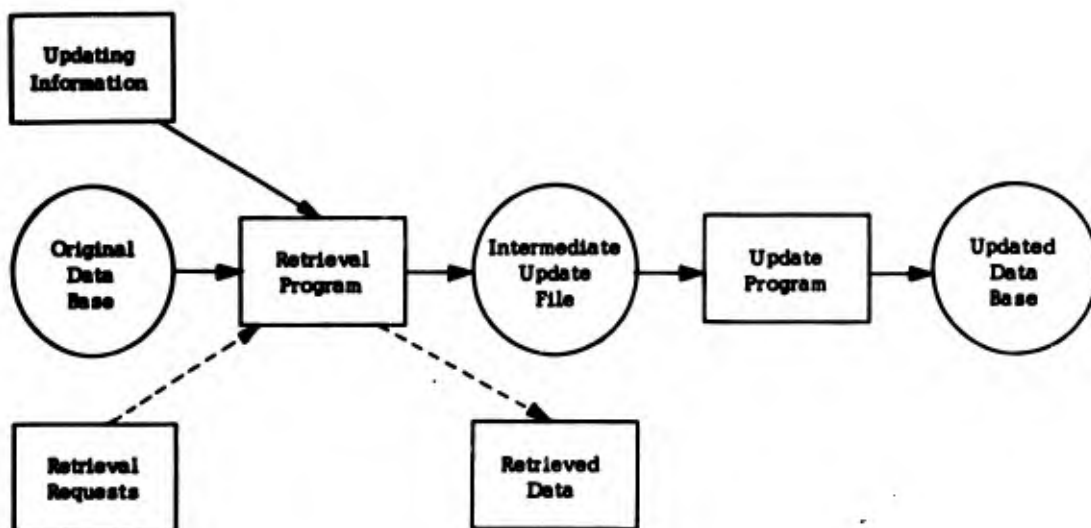 Updating
Information
Original
Data
Base
Retrieval
Program
Intermediate
Update
File
Update
Program
Updated
Data
Base
Retrieval
Requests
Retrieved
Data